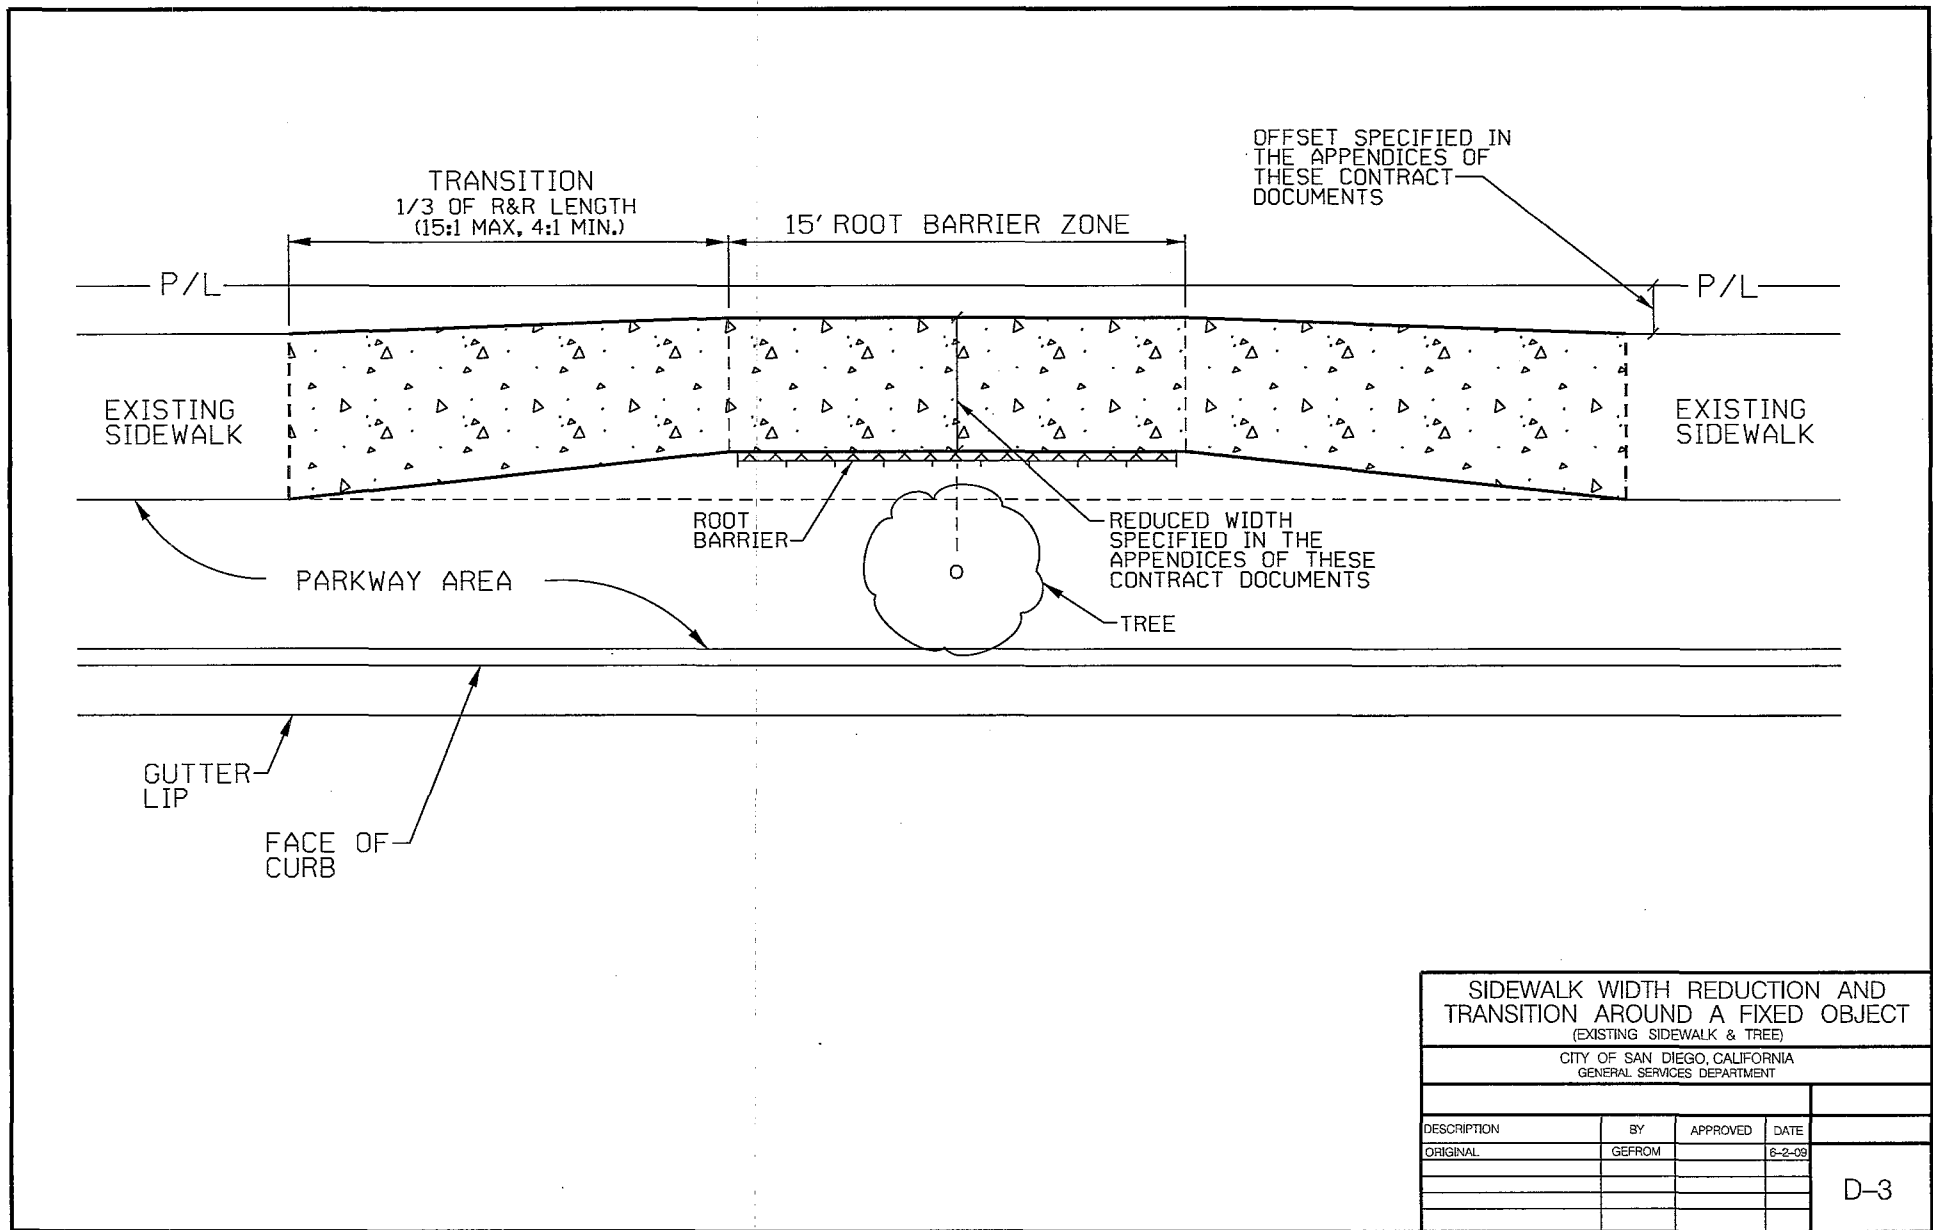 OFFSET SPECIFIED IN
THE APPENDICES OF
THESE CONTRACT
DOCUMENTS
TRANSITION
1/3 OF R&R LENGTH
(15:1 MAX, 4:1 MIN.)
15' ROOT BARRIER ZONE
P/L
P/L
EXISTING
SIDEWALK
EXISTING
SIDEWALK
ROOT
BARRIER
REDUCED WIDTH
SPECIFIED IN THE
APPENDICES OF THESE
CONTRACT DOCUMENTS
PARKWAY AREA
TREE
GUTTER
LIP
FACE OF
CURB
SIDEWALK WIDTH REDUCTION AND
TRANSITION AROUND A FIXED OBJECT
(EXISTING SIDEWALK & TREE)
CITY OF SAN DIEGO, CALIFORNIA
GENERAL SERVICES DEPARTMENT
DESCRIPTION BY APPROVED DATE
ORIGINAL GEFROM 6-2-09
D-3